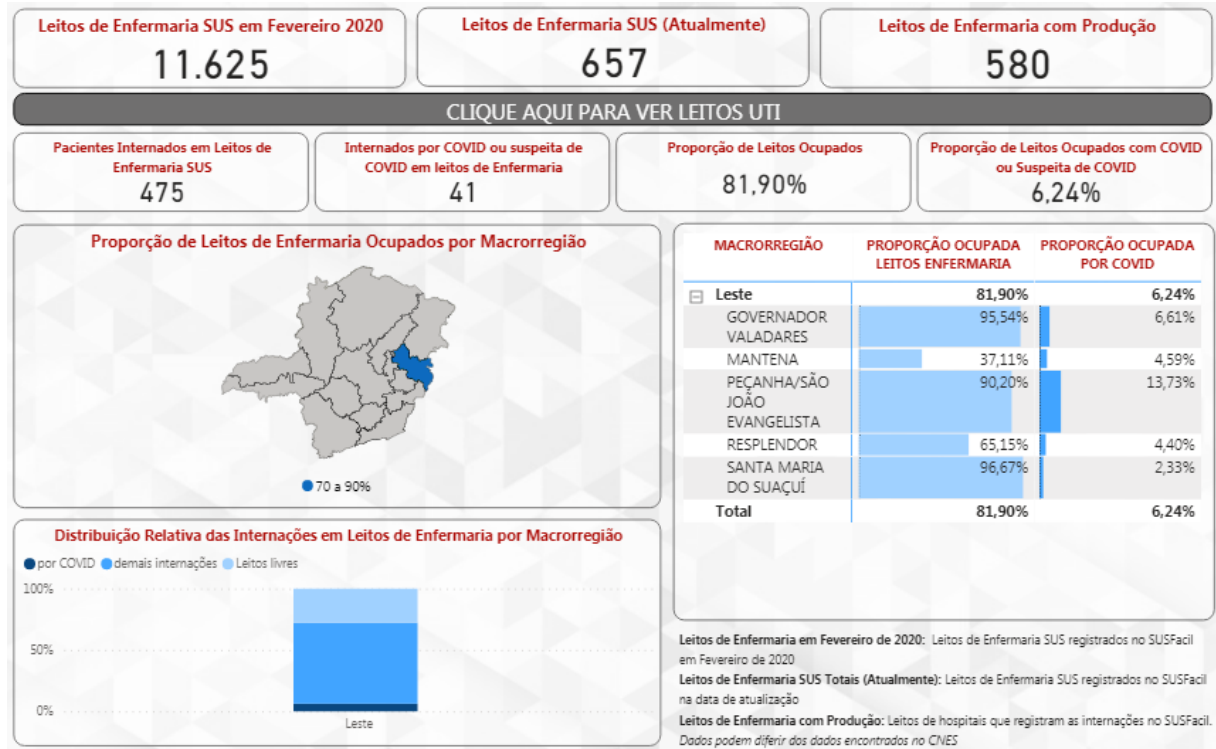 Leitos de Enfermaria SUS em Fevereiro 2020
11.625
Leitos de Enfermaria SUS (Atualmente)
657
Leitos de Enfermaria com Produção
580
CLIQUE AQUI PARA VER LEITOS UTI
Pacientes Internados em Leitos de
Enfermaria SUS
475
Internados por COVID ou suspeita de
COVID em leitos de Enfermaria
41
Proporção de Leitos Ocupados
81,90%
Proporção de Leitos Ocupados com COVID
ou Suspeita de COVID
6,24%
Proporção de Leitos de Enfermaria Ocupados por Macrorregião
70 a 90%
Distribuição Relativa das Internações em Leitos de Enfermaria por Macrorregião
por COVID demais internações Leitos livres
100%
50%
0%
Leste
MACRORREGIÃO PROPORÇÃO OCUPADA PROPORÇÃO OCUPADA
LEITOS ENFERMARIA POR COVID
Leste 81,90% 6,24%
GOVERNADOR 95,54% 6,61%
VALADARES
MANTENA 37,11% 4,59%
PEÇANHA/SÃO 90,20% 13,73%
JOÃO
EVANGELISTA
RESPLENDOR 65,15% 4,40%
SANTA MARIA 96,67% 2,33%
DO SUAÇUÍ
Total 81,90% 6,24%
Leitos de Enfermaria em Fevereiro de 2020: Leitos de Enfermaria SUS registrados no SUSFacil
em Fevereiro de 2020
Leitos de Enfermaria SUS Totais (Atualmente): Leitos de Enfermaria SUS registrados no SUSFacil
na data de atualização
Leitos de Enfermaria com Produção: Leitos de hospitais que registram as internações no SUSFacil.
Dados podem diferir dos dados encontrados no CNES